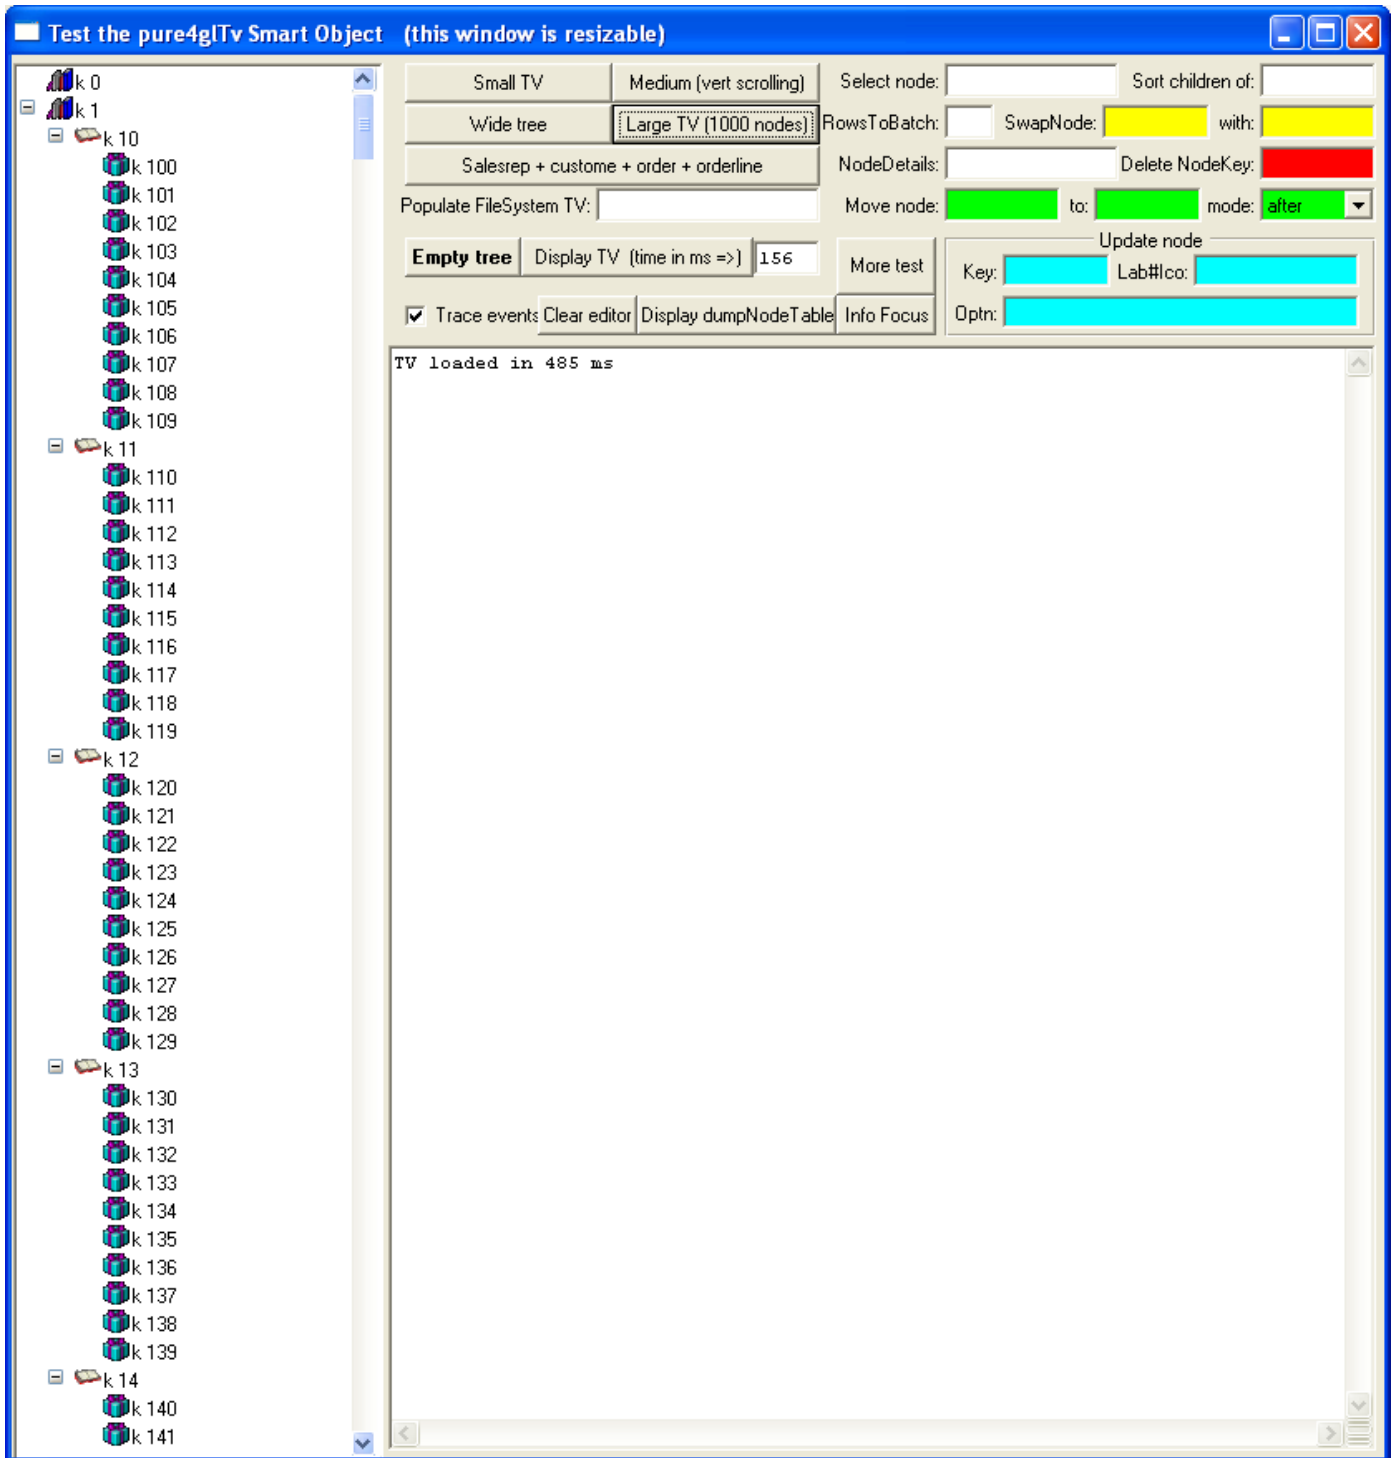 Test the pure4glTv Smart Object (this window is resizable)
k 0
k 1
k 10
k 100
k 101
k 102
k 103
k 104
k 105
k 106
k 107
k 108
k 109
k 11
k 110
k 111
k 112
k 113
k 114
k 115
k 116
k 117
k 118
k 119
k 12
k 120
k 121
k 122
k 123
k 124
k 125
k 126
k 127
k 128
k 129
k 13
k 130
k 131
k 132
k 133
k 134
k 135
k 136
k 137
k 138
k 139
k 14
k 140
k 141
Small TV Medium (vert scrolling) Select node: Sort children of:
Wide tree Large TV (1000 nodes) RowsToBatch: SwapNode: with:
Salesrep + custome + order + orderline NodeDetails: Delete NodeKey:
Populate FileSystem TV: Move node: to: mode: after
Empty tree Display TV (time in ms =>) 156 More test
Update node
Key: Lab#Ico:
Trace events Clear editor Display dumpNodeTable Info Focus Optn:
TV loaded in 485 ms